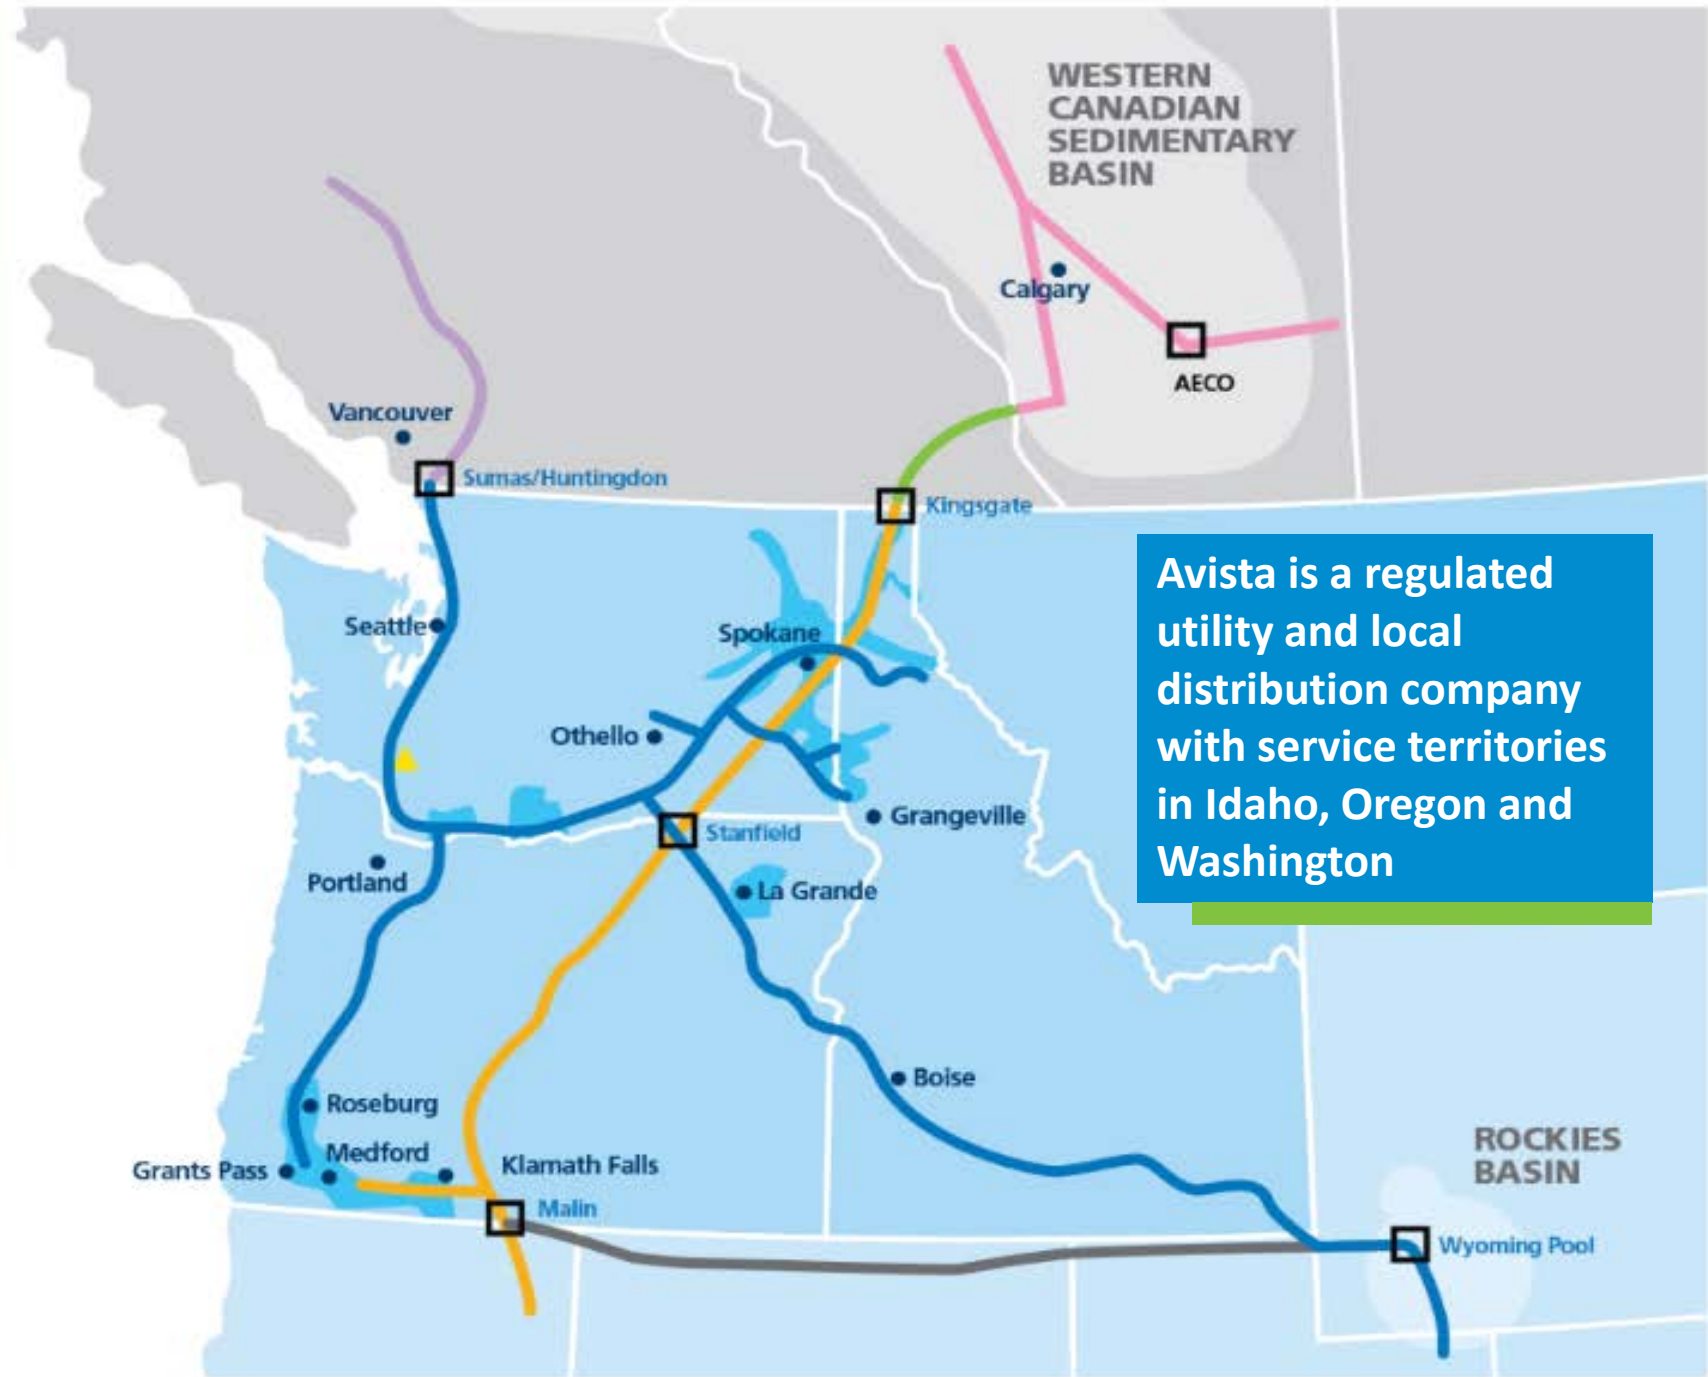 WESTERN
CANADIAN
SEDIMENTARY
BASIN
Calgary
AECO
Vancouver
Sumas/Huntingdon
Kingsgate
Avista is a regulated
utility and local
distribution company
with service territories
in Idaho, Oregon and
Washington
Seattle
Spokane
Othello
Grangeville
Stanfield
Portland
La Grande
Boise
Roseburg
Medford
Grants Pass
Klamath Falls
Malin
ROCKIES
BASIN
Wyoming Pool